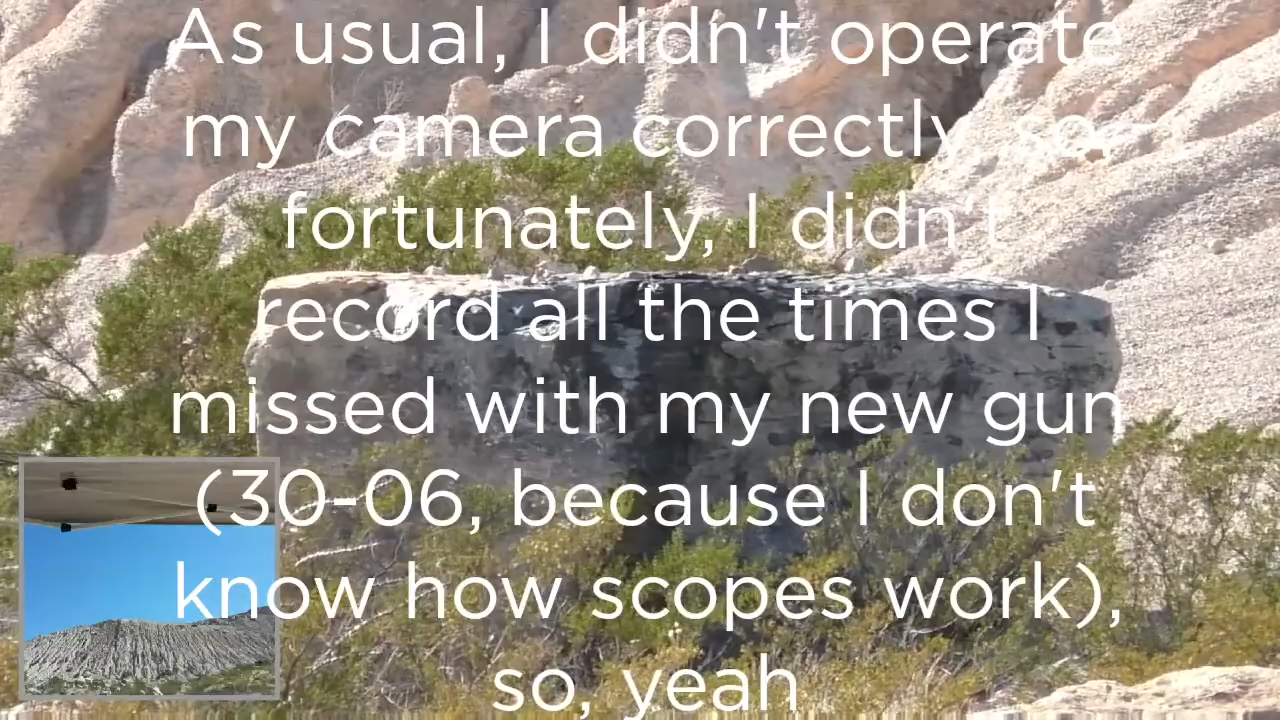 As usual, I didn't operate
my camera correctly, so,
fortunately, I didn't
record all the times I
missed with my new gun
(30-06, because I don't
know how scopes work),
so, yeah